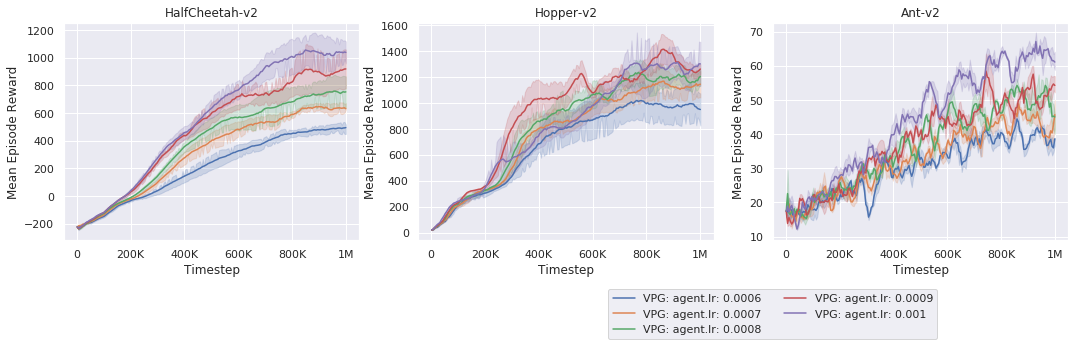 HalfCheetah-v2
Mean Episode Reward
1200
1000
800
600
400
200
0
−200
0 200K 400K 600K 800K 1M
Timestep
Hopper-v2
Mean Episode Reward
1600
1400
1200
1000
800
600
400
200
0
0 200K 400K 600K 800K 1M
Timestep
Ant-v2
Mean Episode Reward
70
60
50
40
30
20
10
0 200K 400K 600K 800K 1M
Timestep
VPG: agent.lr: 0.0006
VPG: agent.lr: 0.0007
VPG: agent.lr: 0.0008
VPG: agent.lr: 0.0009
VPG: agent.lr: 0.001